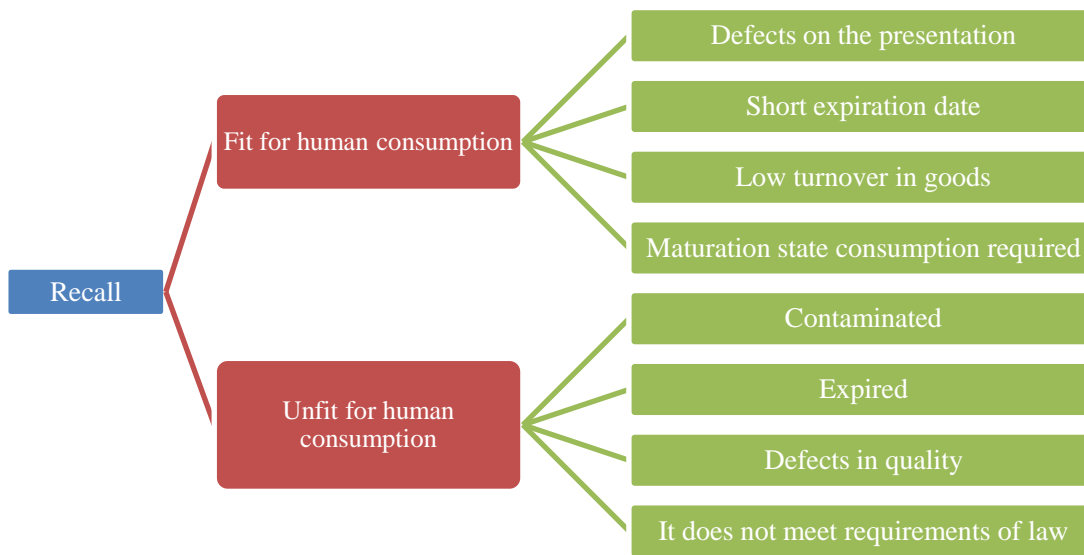 Recall
Fit for human consumption
Defects on the presentation
Short expiration date
Low turnover in goods
Maturation state consumption required
Unfit for human
consumption
Contaminated
Expired
Defects in quality
It does not meet requirements of law